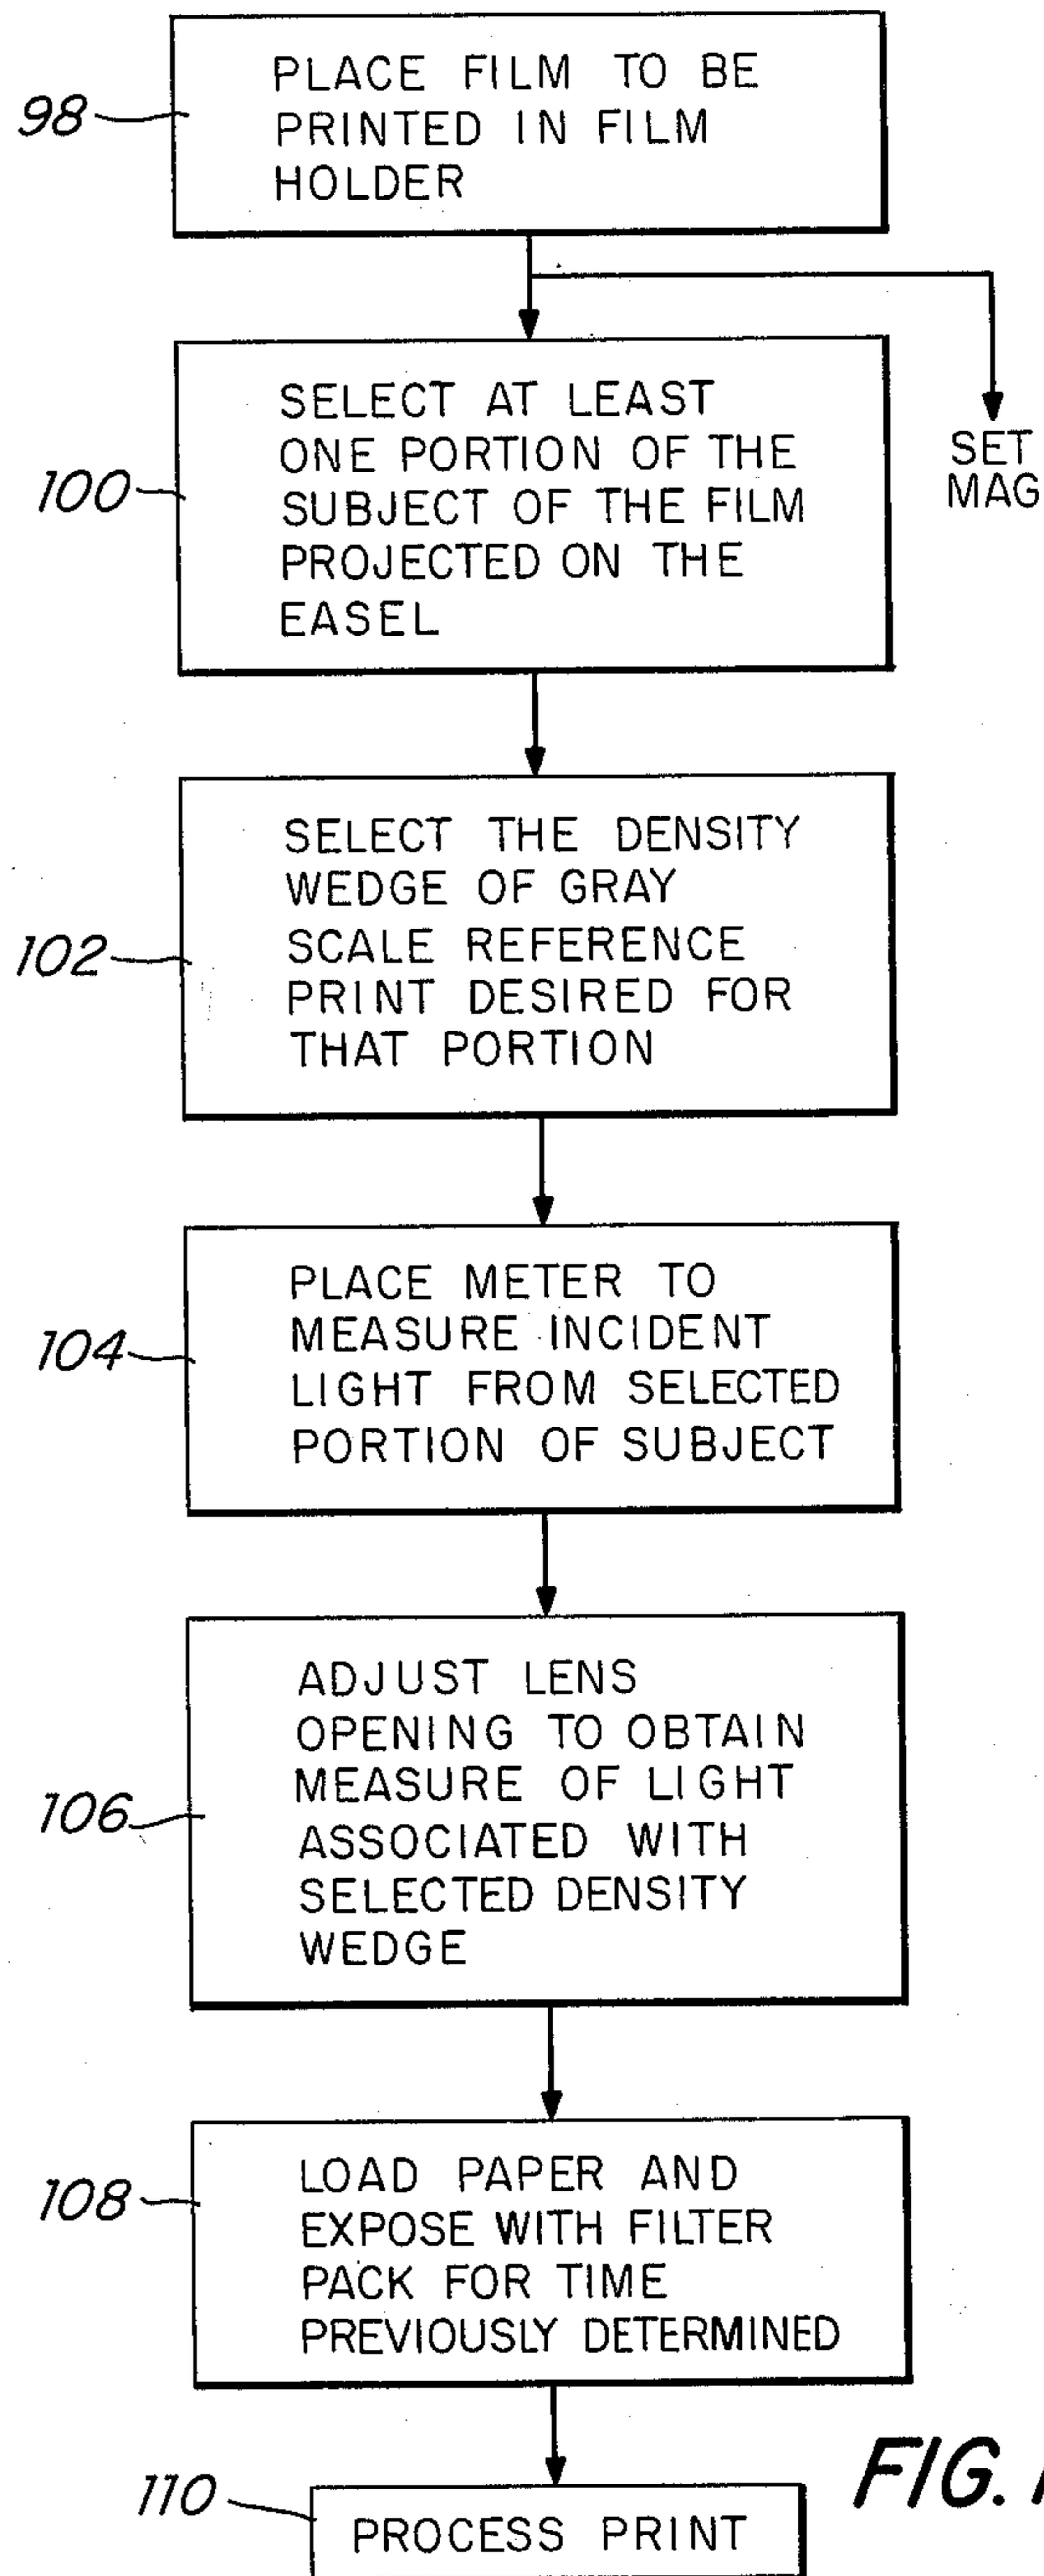 98
PLACE FILM TO BE
PRINTED IN FILM
HOLDER
SET
MAG
100
SELECT AT LEAST
ONE PORTION OF THE
SUBJECT OF THE FILM
PROJECTED ON THE
EASEL
102
SELECT THE DENSITY
WEDGE OF GRAY
SCALE REFERENCE
PRINT DESIRED FOR
THAT PORTION
104
PLACE METER TO
MEASURE INCIDENT
LIGHT FROM SELECTED
PORTION OF SUBJECT
106
ADJUST LENS
OPENING TO OBTAIN
MEASURE OF LIGHT
ASSOCIATED WITH
SELECTED DENSITY
WEDGE
108
LOAD PAPER AND
EXPOSE WITH FILTER
PACK FOR TIME
PREVIOUSLY DETERMINED
110
PROCESS PRINT
FIG.